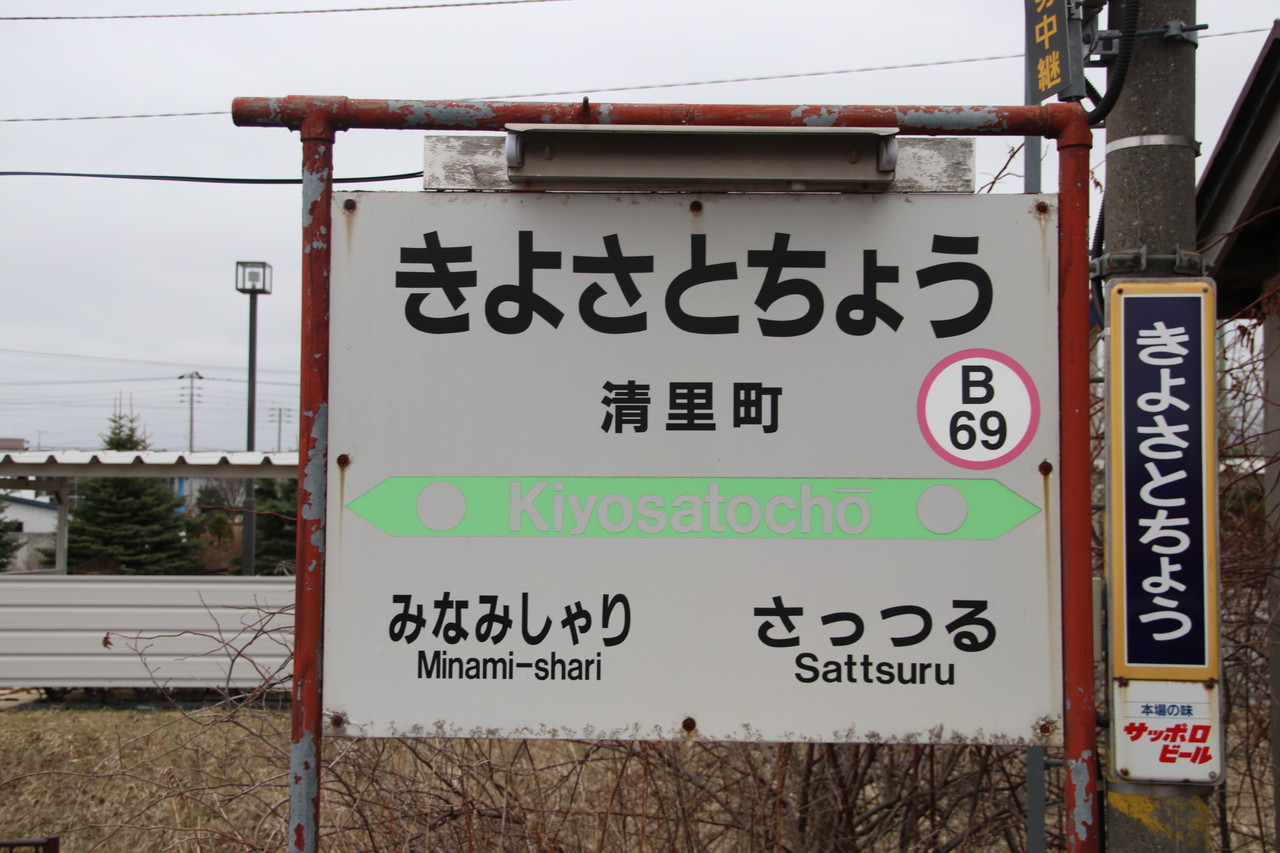 きよさとちょう
清里町
B
69
Kiyosatochō
みなみしゃり
Minami-shari
さっつる
Sattsuru
中継
きよさとちょう
本場の味
サッポロ
ビール